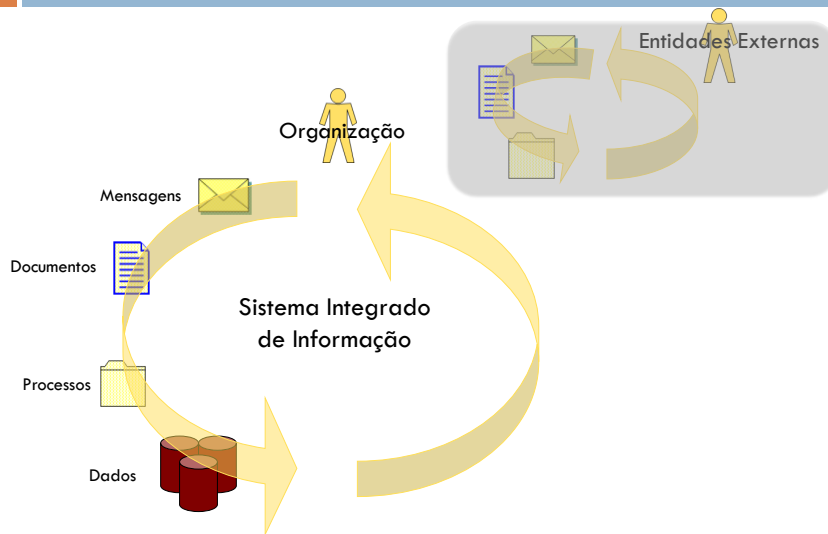 Entidades Externas
Organização
Mensagens
Documentos
Sistema Integrado
de Informação
Processos
Dados